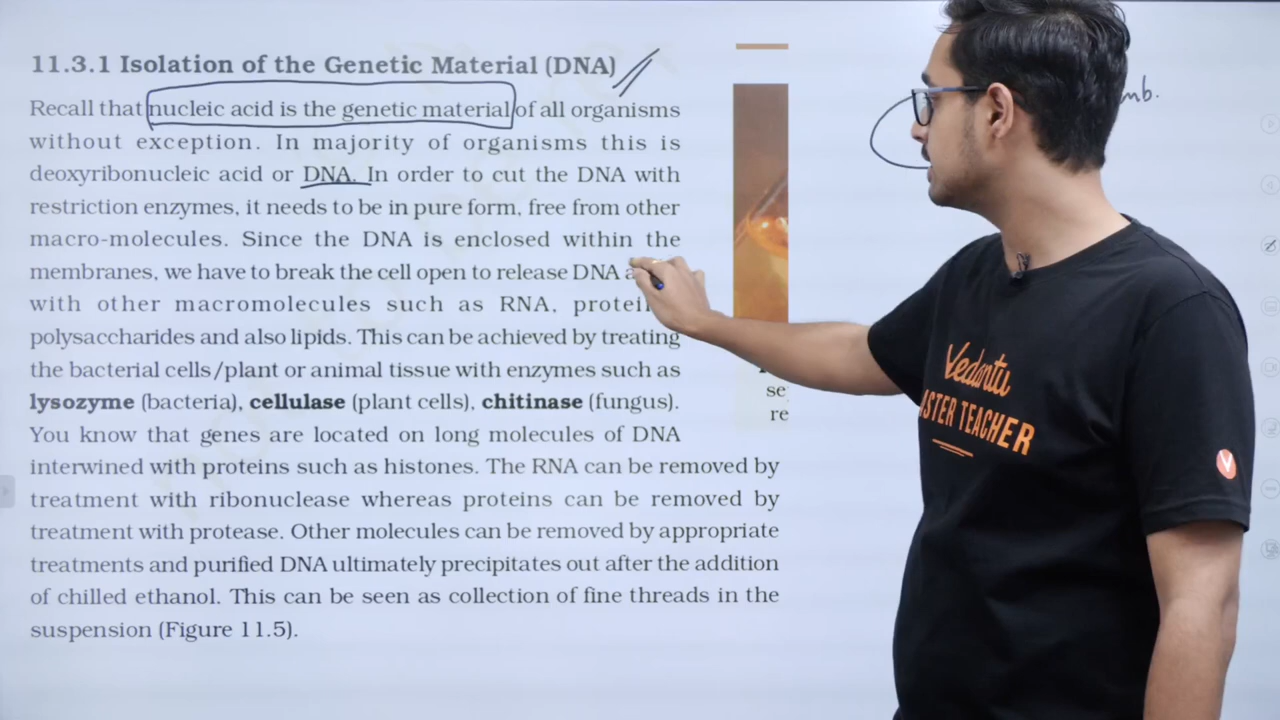 11.3.1 Isolation of the Genetic Material (DNA)
Recall that nucleic acid is the genetic material of all organisms
without exception. In majority of organisms this is
deoxyribonucleic acid or DNA. In order to cut the DNA with
restriction enzymes, it needs to be in pure form, free from other
macro-molecules. Since the DNA is enclosed within the
membranes, we have to break the cell open to release DNA
with other macromolecules such as RNA,
polysaccharides and also lipids. This can be achieved by treating
the bacterial cells/plant or animal tissue with enzymes such as
lysozyme (bacteria), cellulase (plant cells), chitinase (fungus).
You know that genes are located on long molecules of DNA
interwined with proteins such as histones. The RNA can be removed by
treatment with ribonuclease whereas proteins can be removed by
treatment with protease. Other molecules can be removed by appropriate
treatments and purified DNA ultimately precipitates out after the addition
of chilled ethanol. This can be seen as collection of fine threads in the
suspension (Figure 11.5).
se
re
mb.
Vedantu
ASTER TEACHER
V